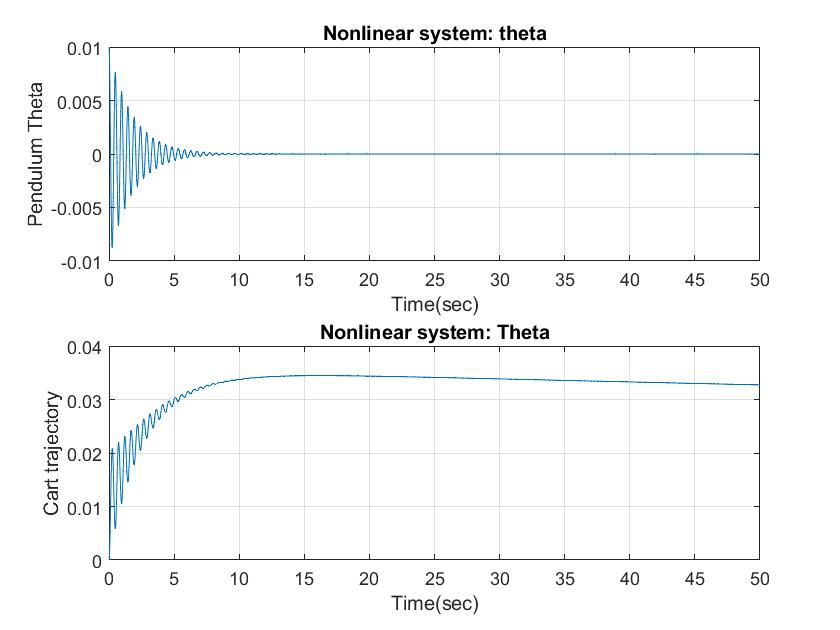 Nonlinear system: theta
0.01
0.005
0
-0.005
-0.01
Pendulum Theta
0 5 10 15 20 25 30 35 40 45 50
Time(sec)
Nonlinear system: Theta
0.04
0.03
0.02
0.01
0
Cart trajectory
0 5 10 15 20 25 30 35 40 45 50
Time(sec)